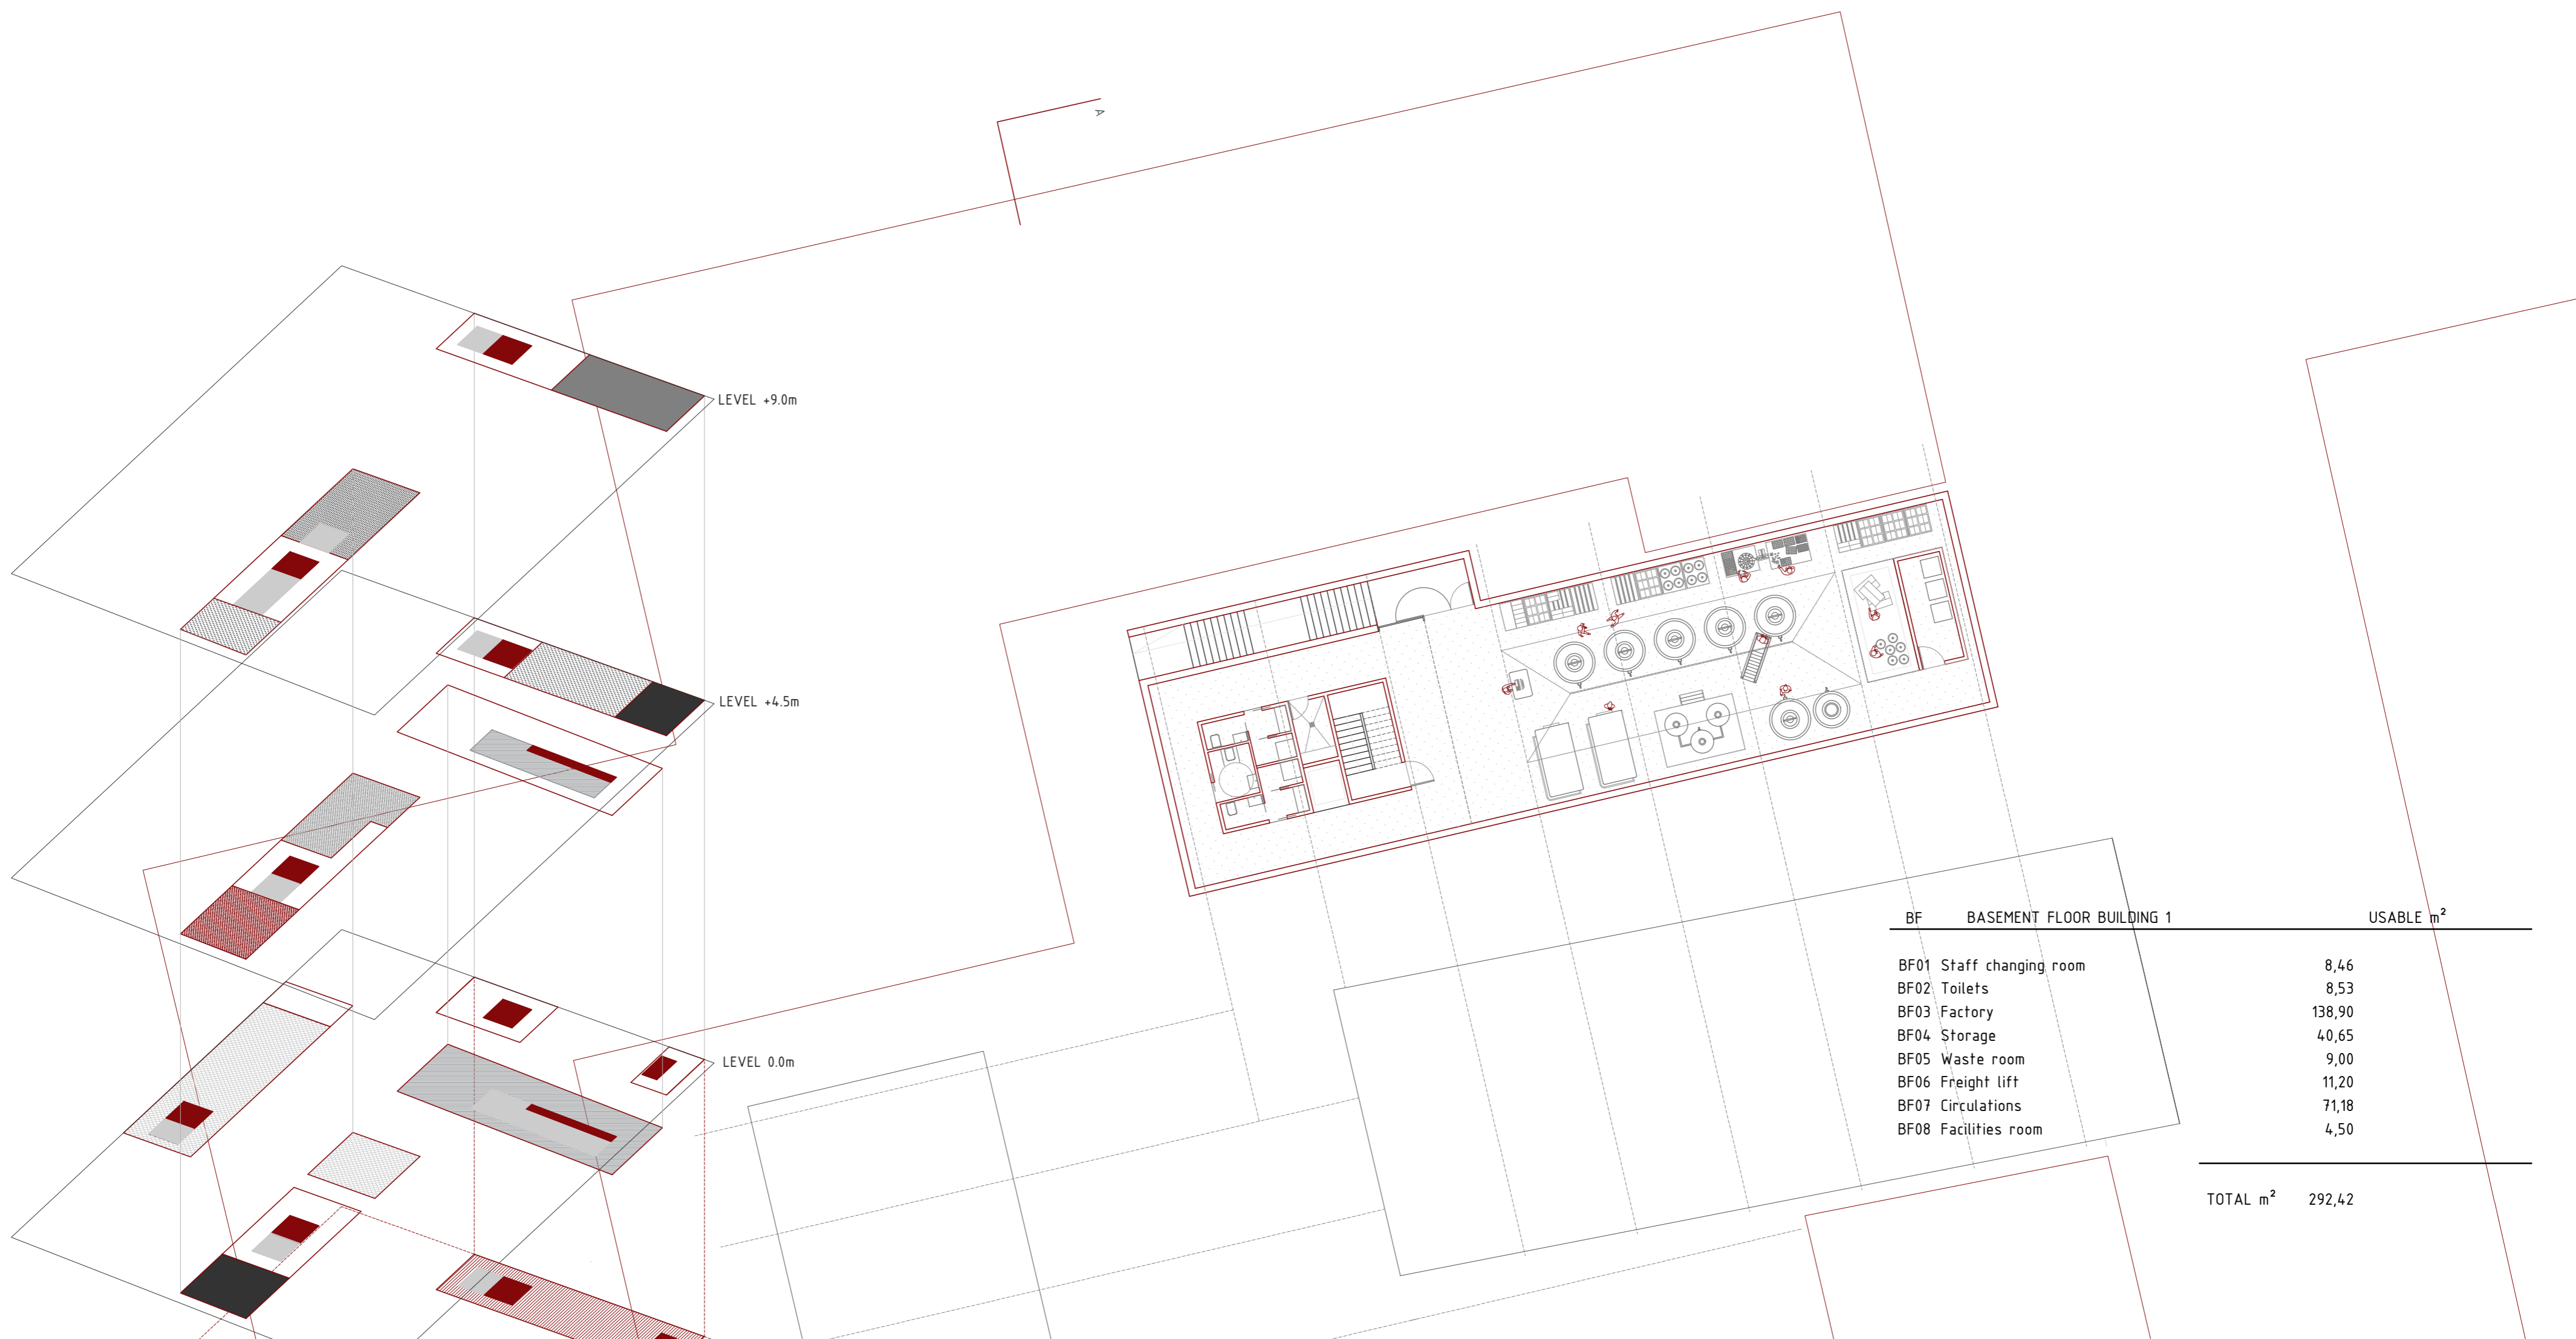 A
LEVEL +9.0m
LEVEL +4.5m
LEVEL 0.0m
BF BASEMENT FLOOR BUILDING 1 USABLE m²
BF01 Staff changing room 8,46
BF02 Toilets 8,53
BF03 Factory 138,90
BF04 Storage 40,65
BF05 Waste room 9,00
BF06 Freight lift 11,20
BF07 Circulations 71,18
BF08 Facilities room 4,50
TOTAL m² 292,42